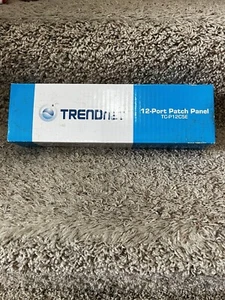 TRENDNET
12-Port Patch Panel
TC-P12C5E